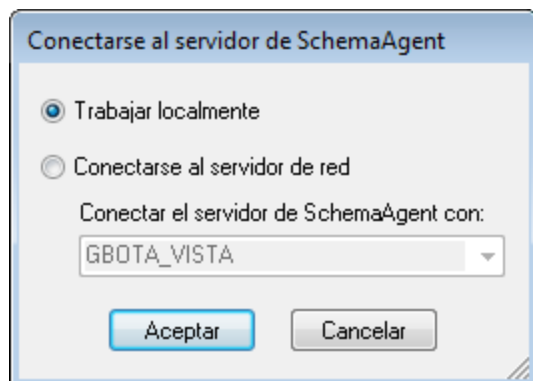 Conectarse al servidor de SchemaAgent
Trabajar localmente
Conectarse al servidor de red
Conectar el servidor de SchemaAgent con:
GBOTA_VISTA
Aceptar
Cancelar